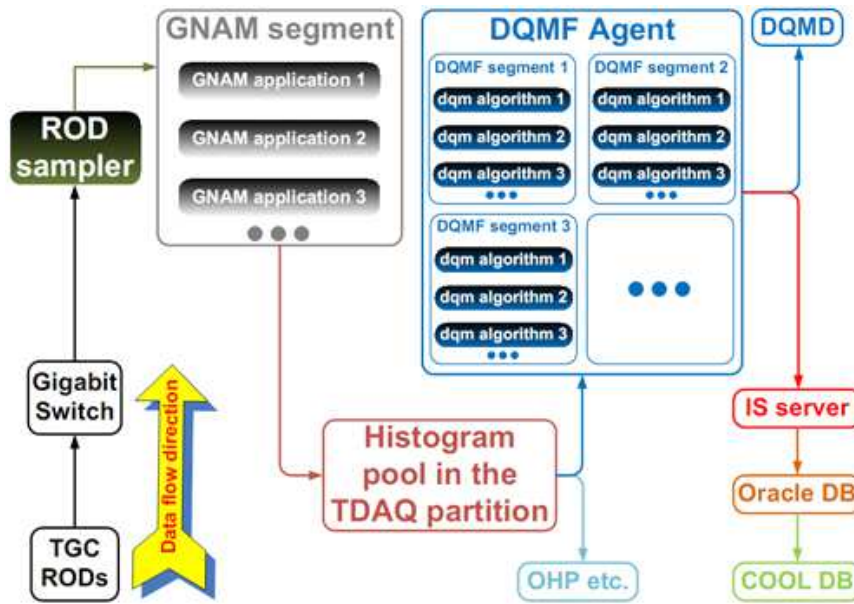 GNAM segment
GNAM application 1
GNAM application 2
GNAM application 3
ROD
sampler
Gigabit
Switch
TGC
RODs
Data flow direction
DQMF Agent
DQMF segment 1
dqm algorithm 1
dqm algorithm 2
dqm algorithm 3
DQMF segment 2
dqm algorithm 1
dqm algorithm 2
dqm algorithm 3
DQMF segment 3
dqm algorithm 1
dqm algorithm 2
dqm algorithm 3
DQMD
Histogram
pool in the
TDAQ partition
OHP etc.
IS server
Oracle DB
COOL DB